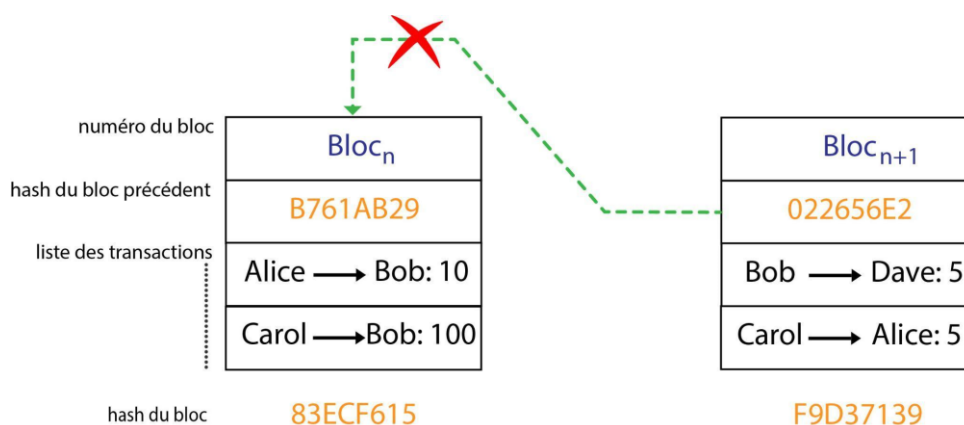 numéro du bloc
Bloc n
Bloc n+1
hash du bloc précédent
B761AB29
022656E2
liste des transactions
Alice → Bob: 10
Bob → Dave: 5
Carol → Bob: 100
Carol → Alice: 5
hash du bloc
83ECF615
F9D37139